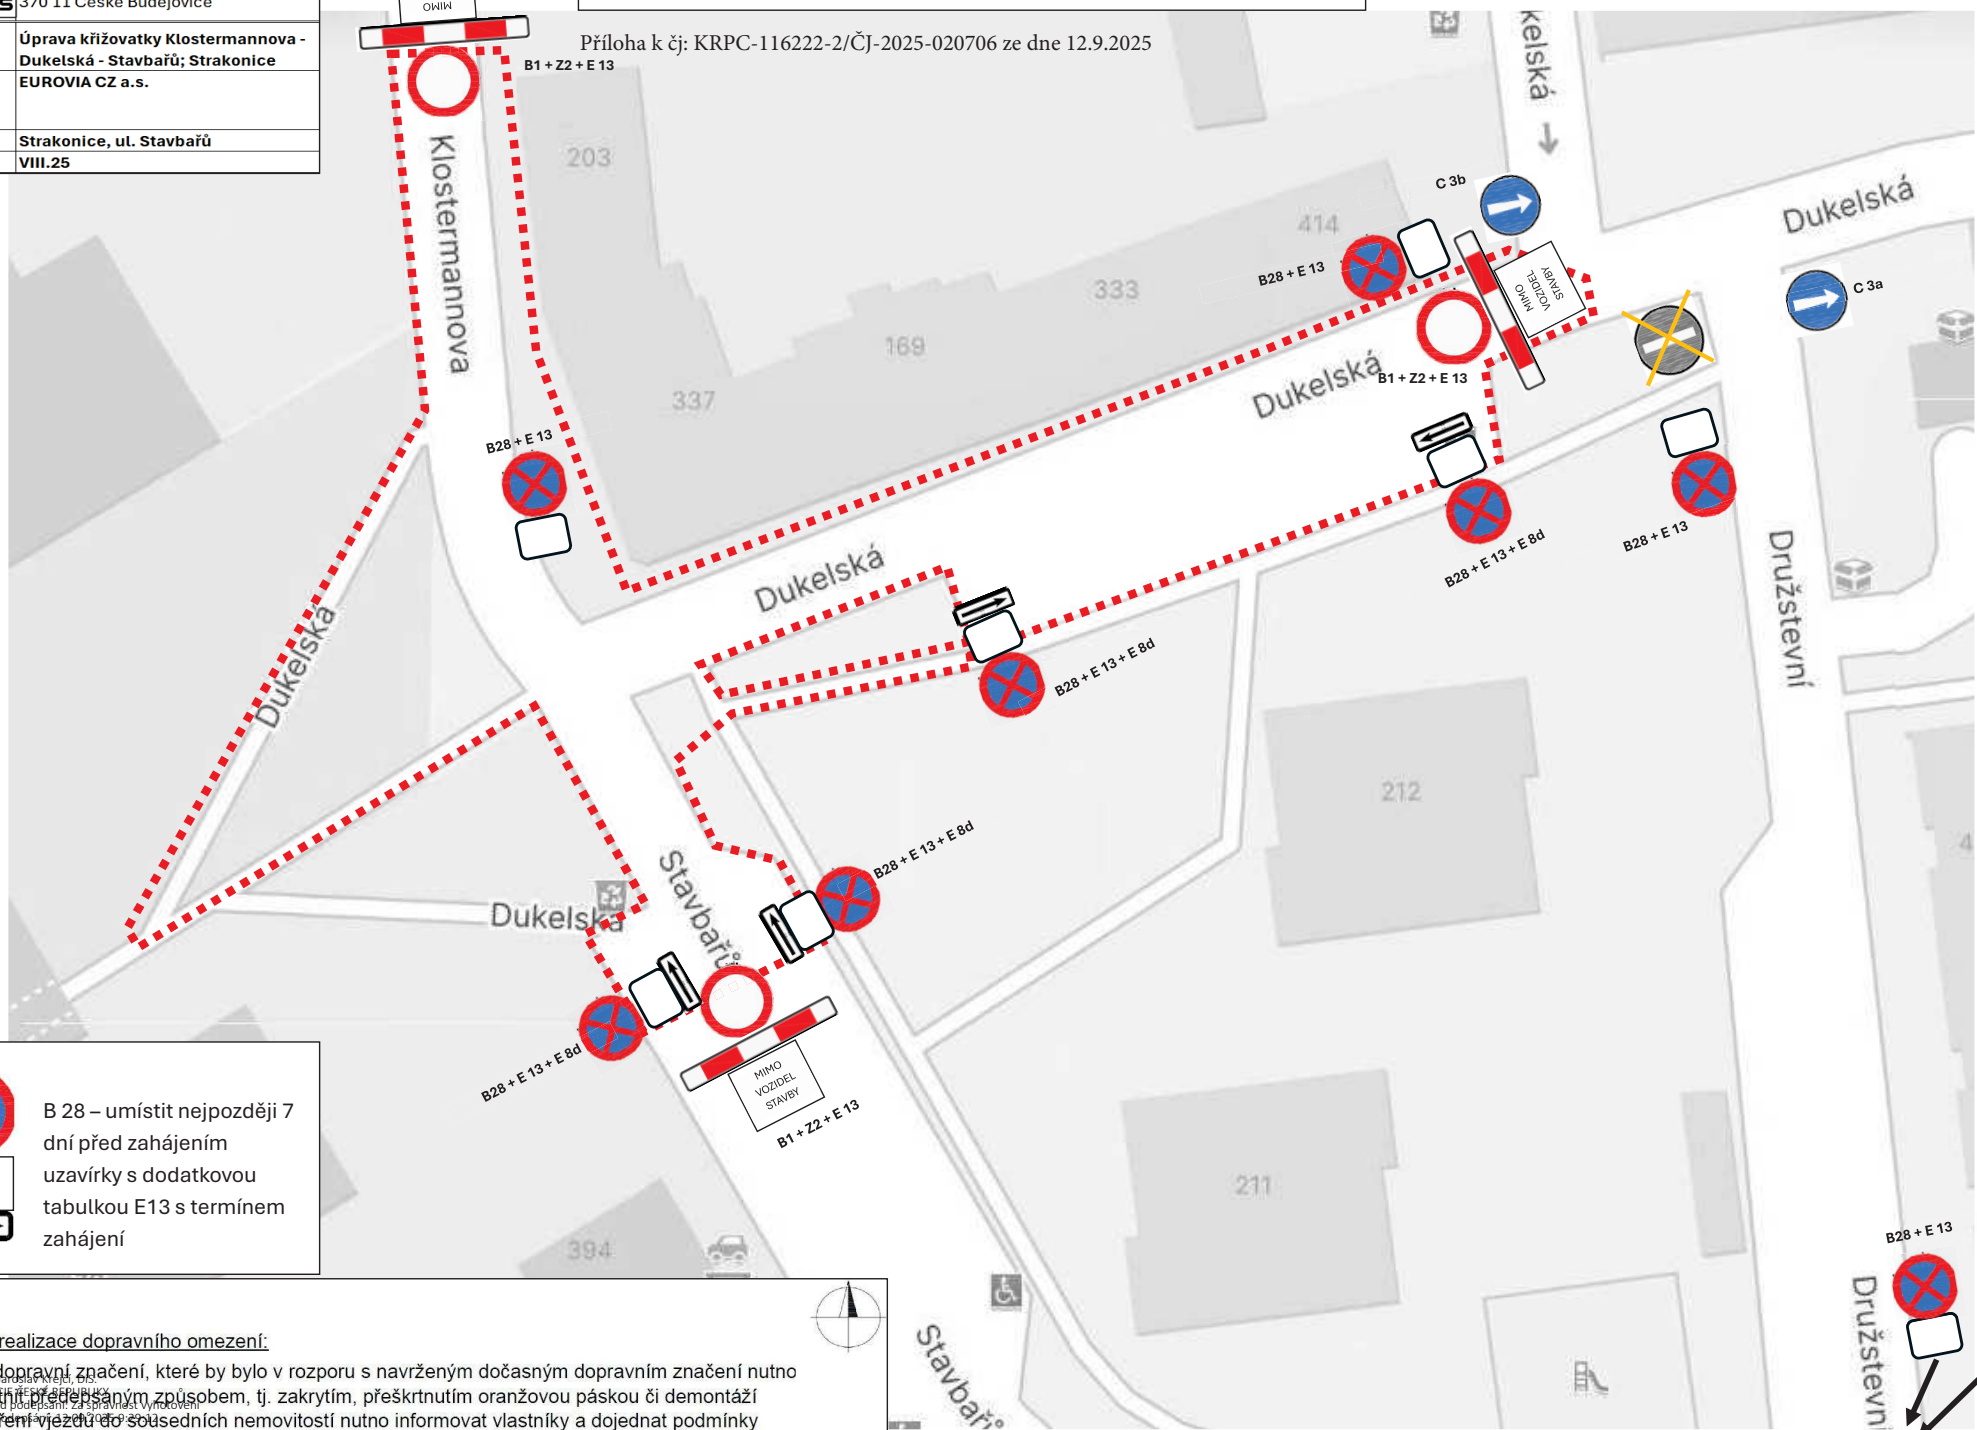 370 11 České Budějovice
Úprava křižovatky Klostermannova -
Dukelská - Stavbařů; Strakonice
EUROVIA CZ a.s.
Strakonice, ul. Stavbařů
VIII.25
MIMO
Příloha k čj: KRPC-116222-2/ČJ-2025-020706 ze dne 12.9.2025
B1 + Z2 + E 13
Klostermannova
203
kelská
C 3b
414
B28 + E 13
MIMO
VOZIDEL
STAVBY
Dukelská
C 3a
333
169
337
Dukelská
B1 + Z2 + E 13
B28 + E 13
B28 + E 13 + E 8d
B28 + E 13
Družstevní
Dukelská
Dukelská
B28 + E 13 + E 8d
212
B28 + E 13 + E 8d
Dukelská
Stavbařů
B28 + E 13 + E 8d
MIMO
VOZIDEL
STAVBY
B1 + Z2 + E 13
211
4
394
B28 + E 13
Družstevní
Stavbařů
B 28 – umístit nejpozději 7
dní před zahájením
uzavírky s dodatkovou
tabulkou E13 s termínem
zahájení
realizace dopravního omezení:
dopravní značení, které by bylo v rozporu s navrženým dočasným dopravním značení nutno
předepsaným způsobem, tj. zakrytím, přeškrtnutím oranžovou páskou či demontáží
vjezdů do sousedních nemovitostí nutno informovat vlastníky a dojednat podmínky